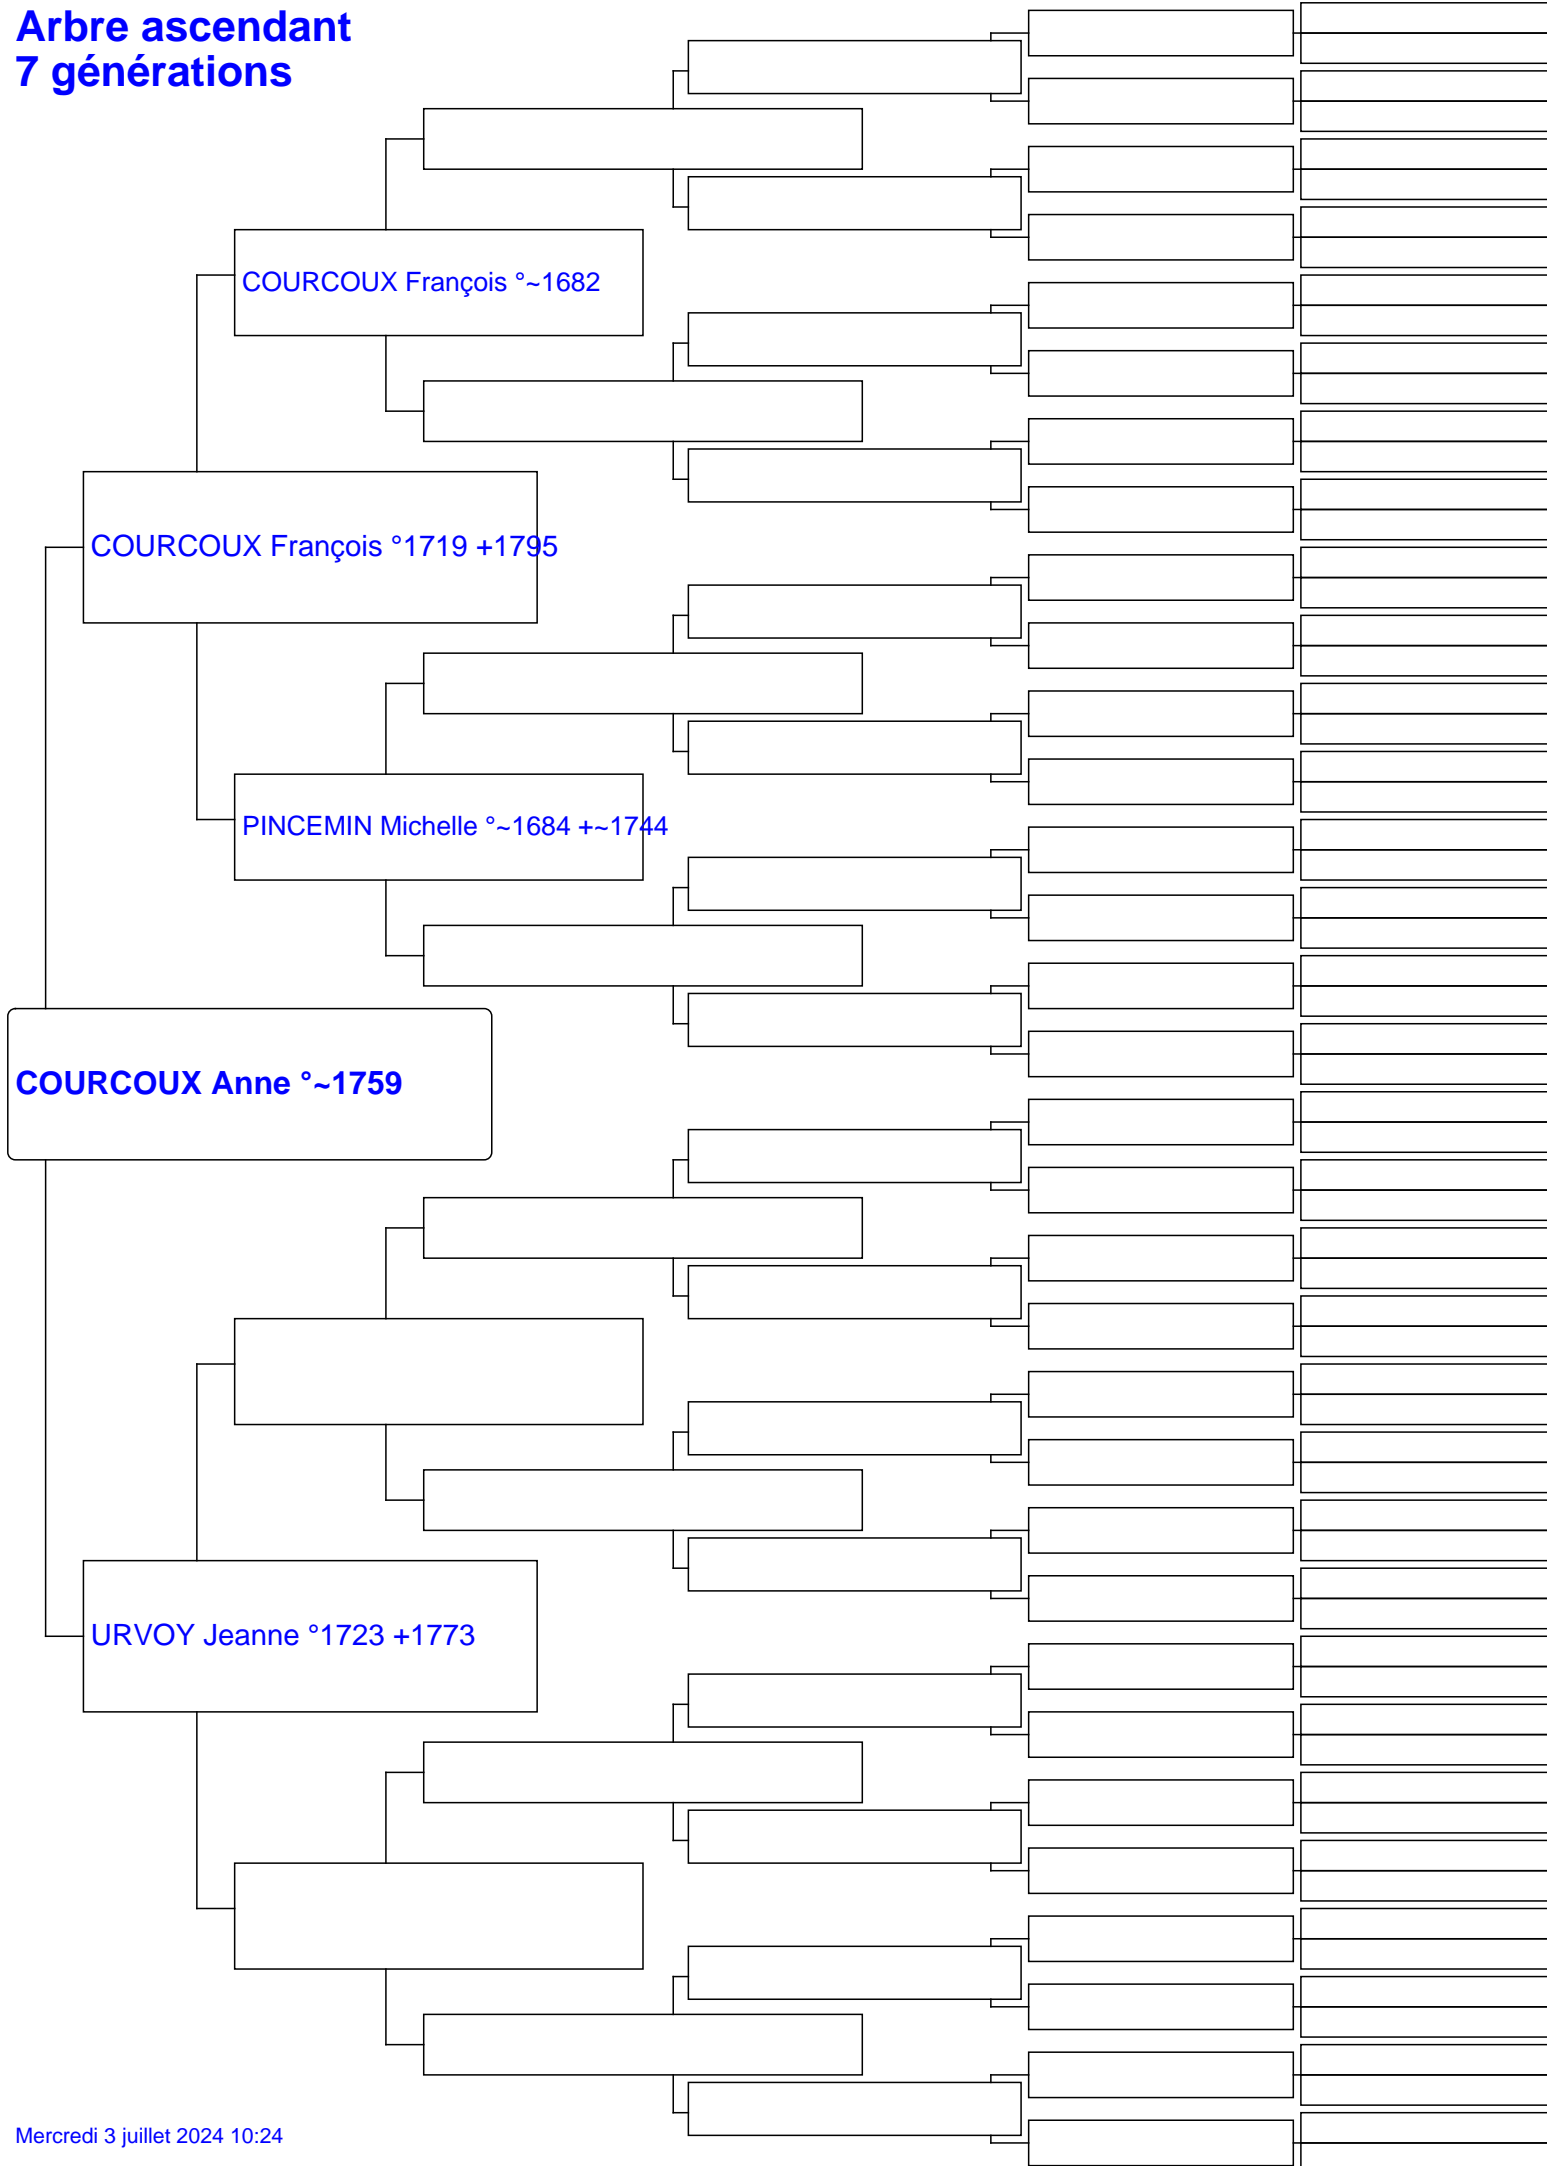 Arbre ascendant
7 générations
COURCOUX François °~1682
COURCOUX François °1719 +1795
PINCEMIN Michelle °~1684 +~1744
COURCOUX Anne °~1759
URVOY Jeanne °1723 +1773
Mercredi 3 juillet 2024 10:24